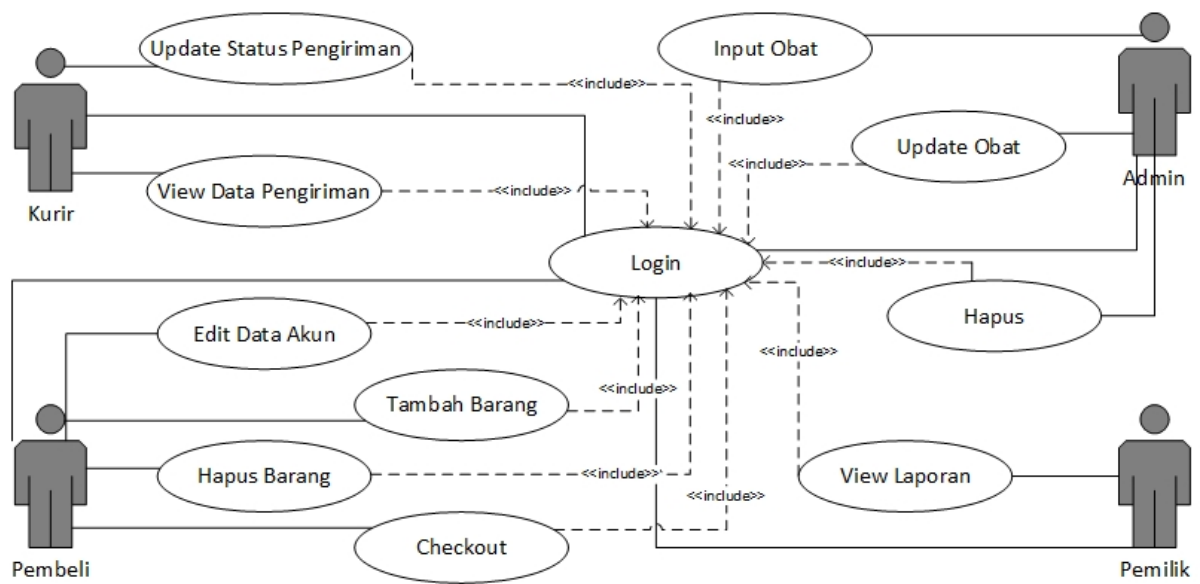 Update Status Pengiriman
Input Obat
<<include>>
<<include>>
Update Obat
<<include>>
Admin
View Data Pengiriman
<<include>>
Kurir
Login
<<include>>
Hapus
Edit Data Akun
<<include>>
<<include>>
<<include>>
Tambah Barang
Hapus Barang
<<include>>
View Laporan
<<include>>
Checkout
Pembeli
Pemilik